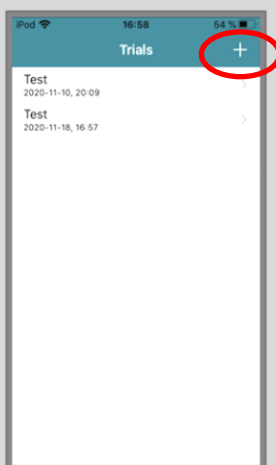 iPod 16:58 54 %
Trials +
Test
2020-11-10, 20:09
Test
2020-11-18, 16:57